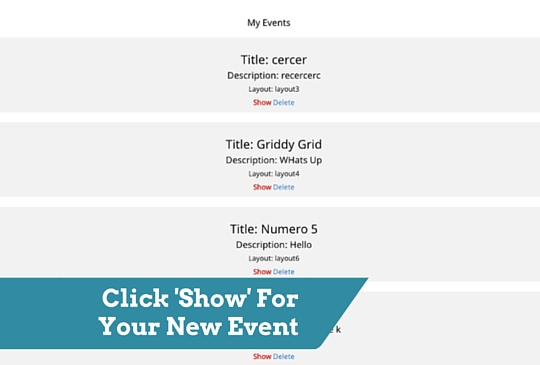 My Events
Title: cercer
Description: recercerc
Layout: layout3
Show Delete
Title: Griddy Grid
Description: WHats Up
Layout: layout4
Show Delete
Title: Numero 5
Description: Hello
Layout: layout6
Show Delete
Click 'Show' For
Your New Event
k
Show Delete